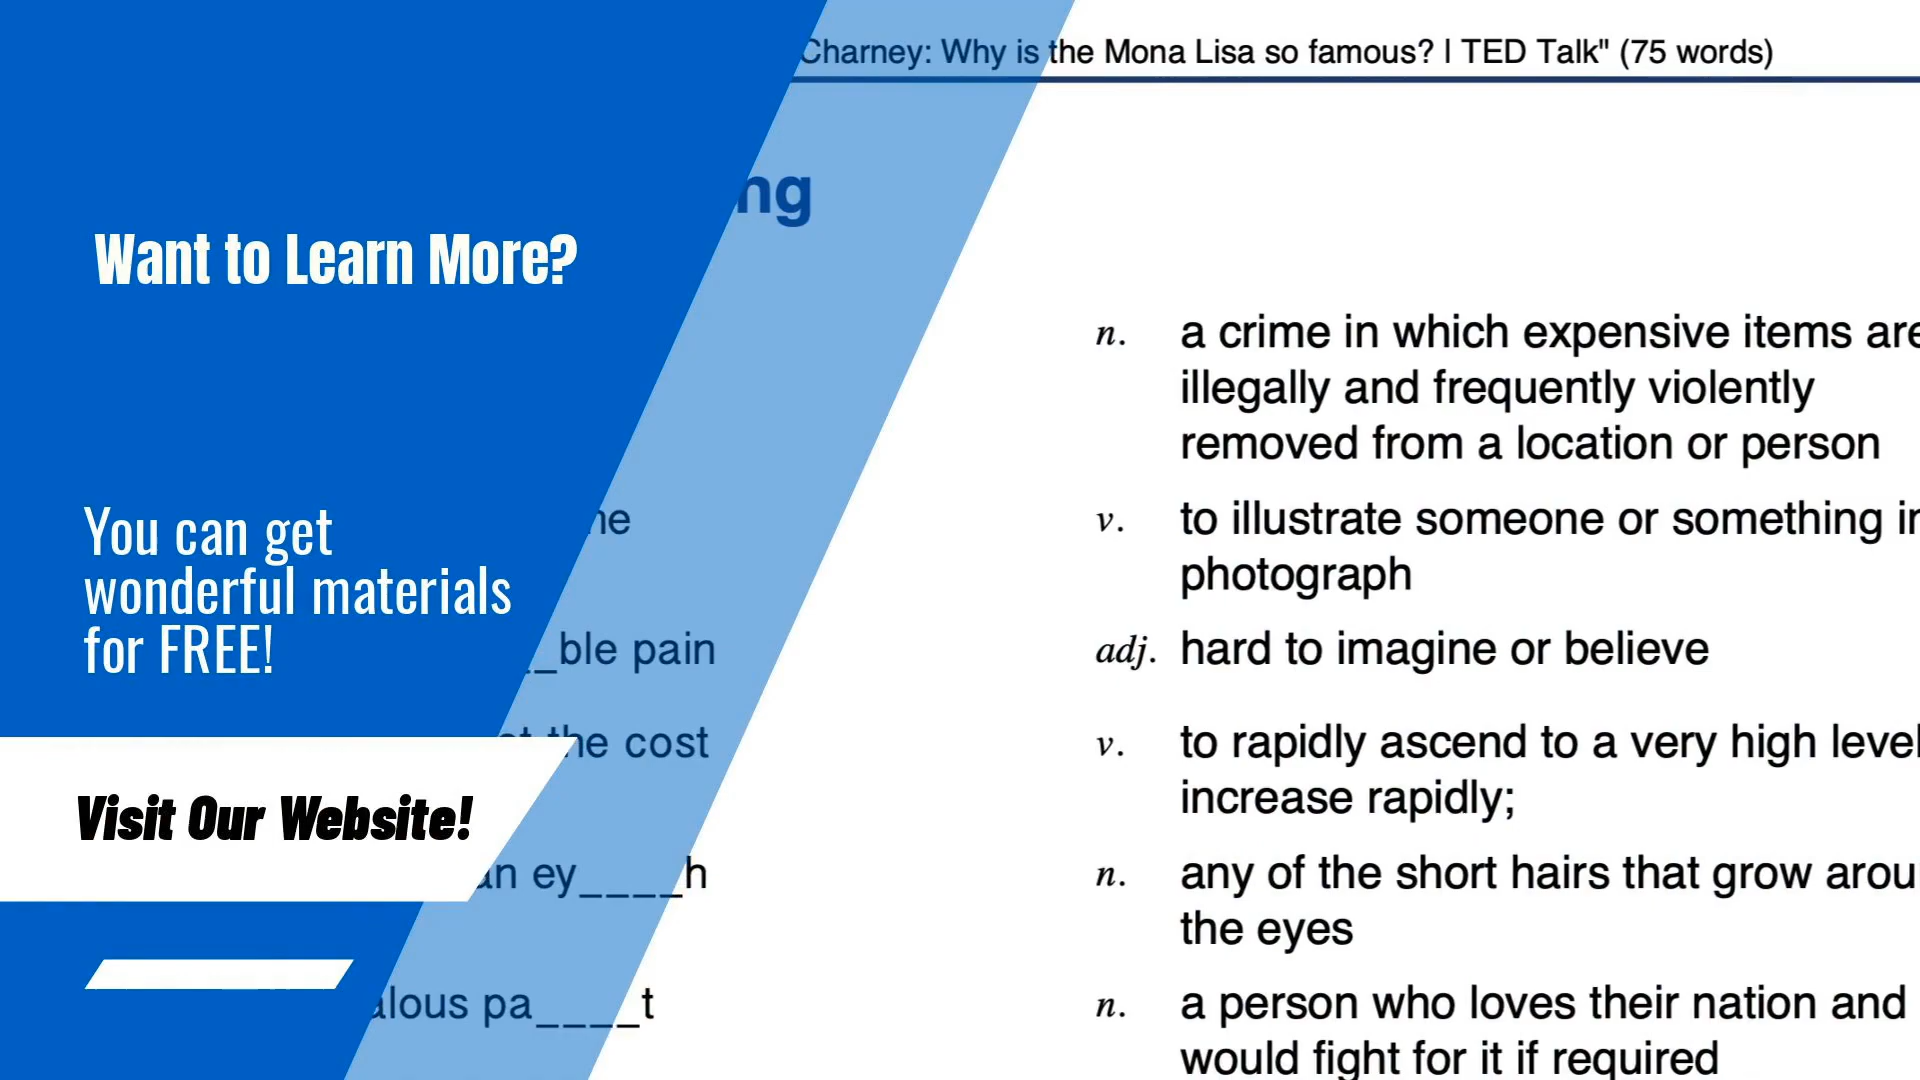 Charney: Why is the Mona Lisa so famous? | TED Talk" (75 words)
ng
Want to Learn More?
You can get
wonderful materials
for FREE!
Visit Our Website!
n. a crime in which expensive items are
illegally and frequently violently
removed from a location or person
v. to illustrate someone or something in
photograph
_ble pain adj. hard to imagine or believe
the cost v. to rapidly ascend to a very high level
increase rapidly;
an ey____h n. any of the short hairs that grow arou
the eyes
alous pa____t n. a person who loves their nation and
would fight for it if required